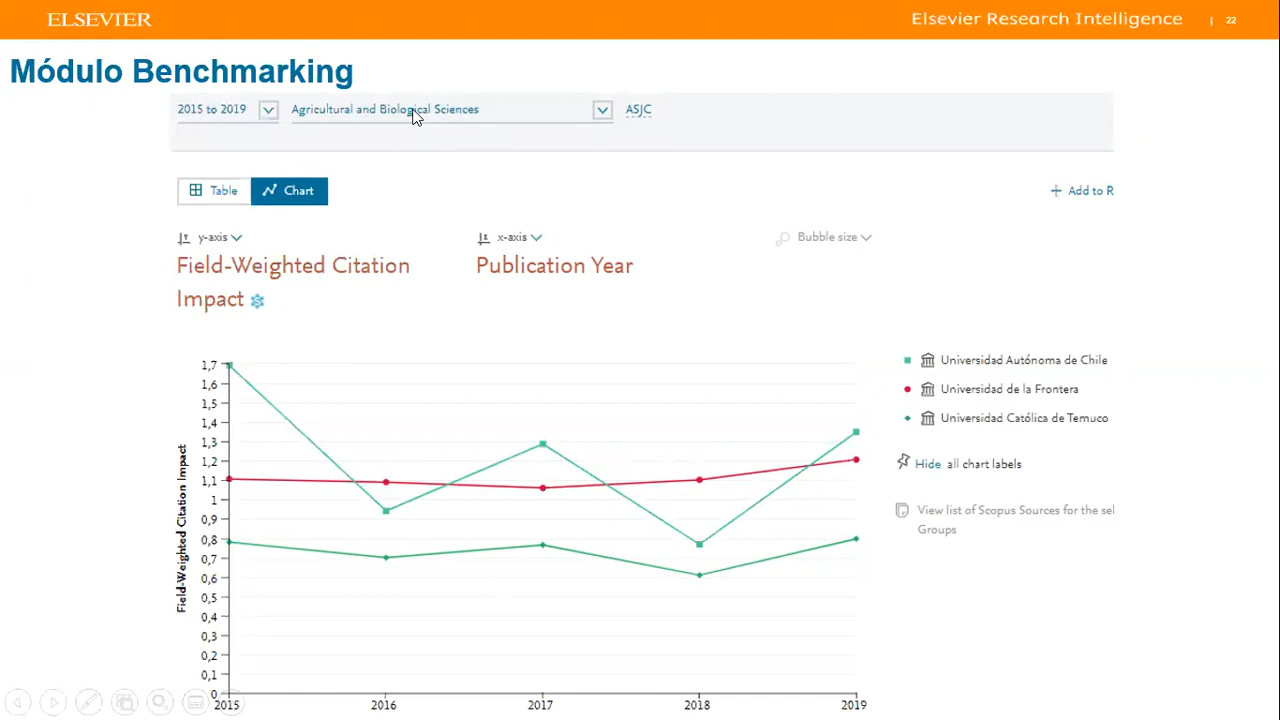 ELSEVIER
Elsevier Research Intelligence | 22
Módulo Benchmarking
2015 to 2019
Agricultural and Biological Sciences
ASJC
Table
Chart
+ Add to R
y-axis
x-axis
Bubble size
Field-Weighted Citation
Impact
Publication Year
Field-Weighted Citation Impact
1,7
1,6
1,5
1,4
1,3
1,2
1,1
1
0,9
0,8
0,7
0,6
0,5
0,4
0,3
0,2
0,1
0
2015
2016
2017
2018
2019
Universidad Autónoma de Chile
Universidad de la Frontera
Universidad Católica de Temuco
Hide all chart labels
View list of Scopus Sources for the sel
Groups